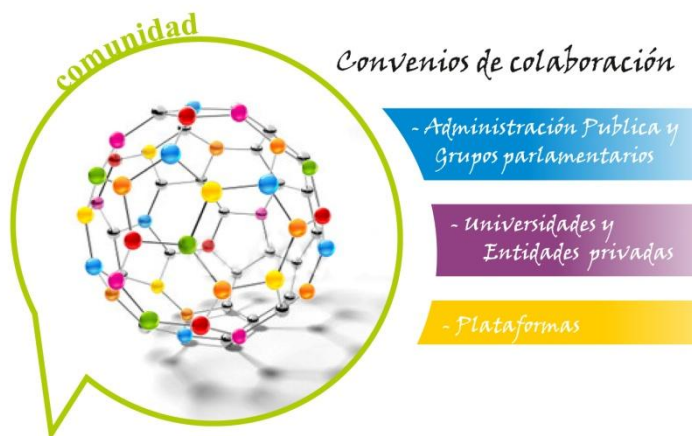 comunidad
Convenios de colaboración
- Administración Publica y
Grupos parlamentarios
- Universidades y
Entidades privadas
- Plataformas